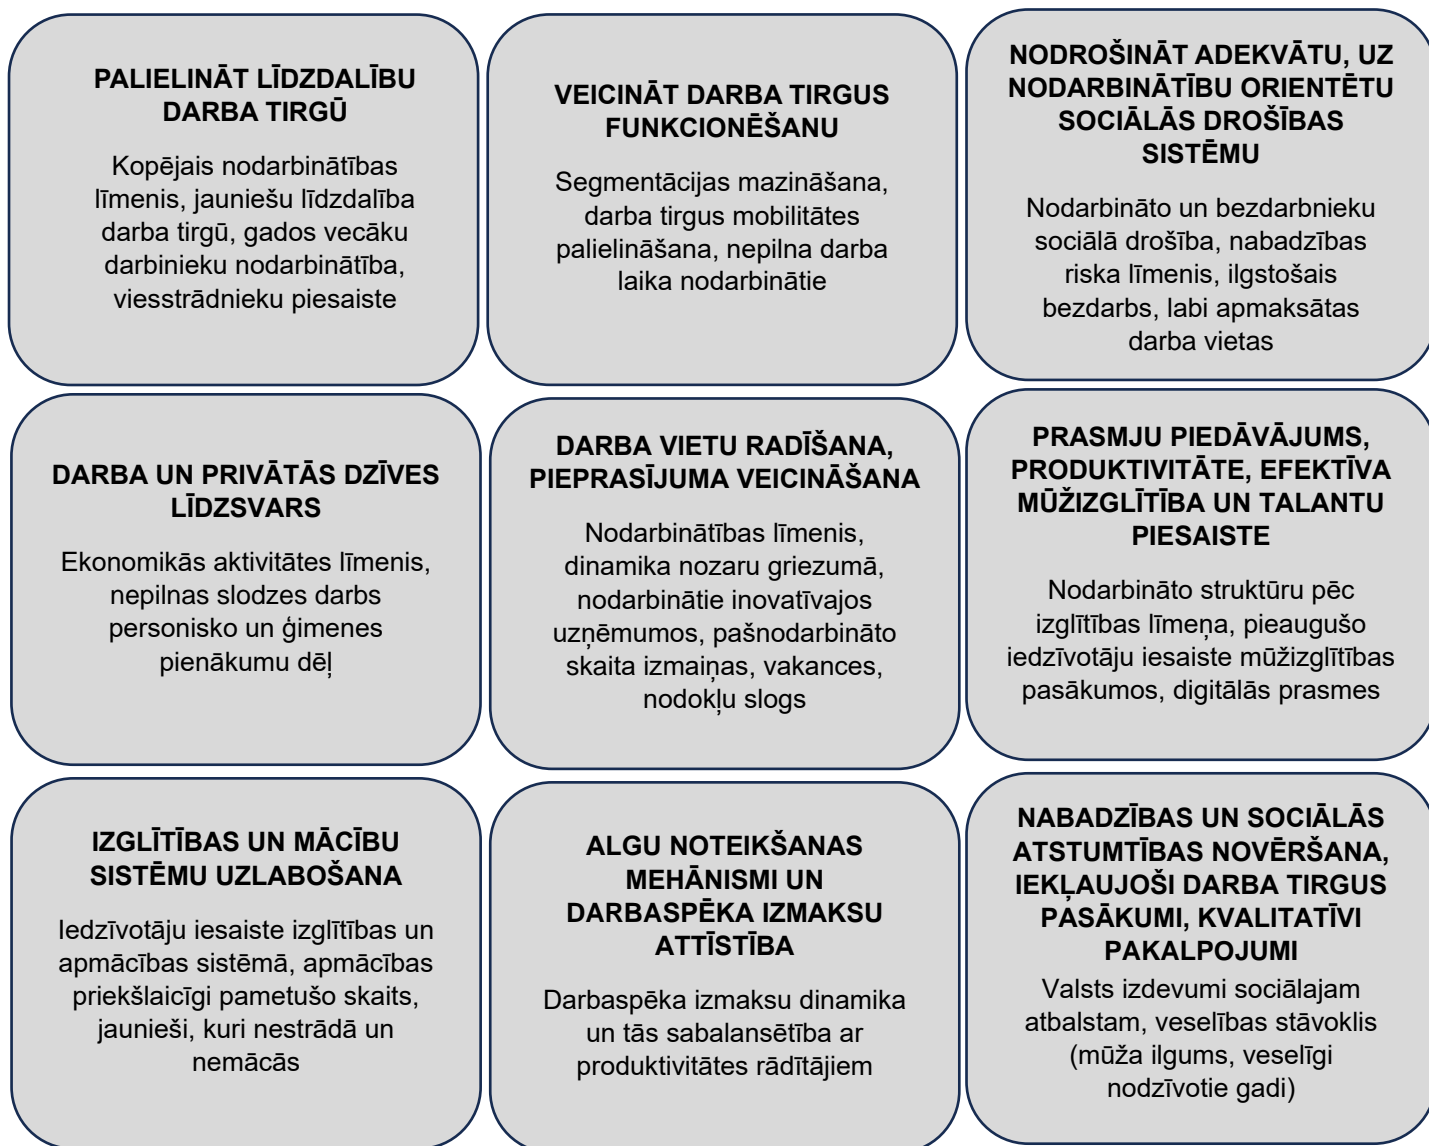 PALIELINĀT LĪDZDALĪBU
DARBA TIRGŪ
Kopējais nodarbinātības
līmenis, jauniešu līdzdalība
darba tirgū, gados vecāku
darbinieku nodarbinātība,
viesstrādnieku piesaiste
VEICINĀT DARBA TIRGUS
FUNKCIONĒŠANU
Segmentācijas mazināšana,
darba tirgus mobilitātes
palielināšana, nepilna darba
laika nodarbinātie
NODROŠINĀT ADEKVĀTU, UZ
NODARBINĀTĪBU ORIENTĒTU
SOCIĀLĀS DROŠĪBAS
SISTĒMU
Nodarbināto un bezdarbnieku
sociālā drošība, nabadzības
riska līmenis, ilgstošais
bezdarbs, labi apmaksātas
darba vietas
DARBA UN PRIVĀTĀS DZĪVES
LĪDZSVARS
Ekonomikās aktivitātes līmenis,
nepilnas slodzes darbs
personisko un ģimenes
pienākumu dēļ
DARBA VIETU RADĪŠANA,
PIEPRASĪJUMA VEICINĀŠANA
Nodarbinātības līmenis,
dinamika nozaru griezumā,
nodarbinātie inovatīvajos
uzņēmumos, pašnodarbināto
skaita izmaiņas, vakances,
nodokļu slogs
PRASMJU PIEDĀVĀJUMS,
PRODUKTIVITĀTE, EFEKTĪVA
MŪŽIZGLĪTĪBA UN TALANTU
PIESAISTE
Nodarbināto struktūru pēc
izglītības līmeņa, pieaugušo
iedzīvotāju iesaiste mūžizglītības
pasākumos, digitālās prasmes
IZGLĪTĪBAS UN MĀCĪBU
SISTĒMU UZLABOŠANA
Iedzīvotāju iesaiste izglītības un
apmācības sistēmā, apmācības
priekšlaicīgi pametušo skaits,
jaunieši, kuri nestrādā un
nemācās
ALGU NOTEIKŠANAS
MEHĀNISMI UN
DARBASPĒKA IZMAKSU
ATTĪSTĪBA
Darbaspēka izmaksu dinamika
un tās sabalansētība ar
produktivitātes rādītājiem
NABADZĪBAS UN SOCIĀLĀS
ATSTUMTĪBAS NOVĒRŠANA,
IEKĻAUJOŠI DARBA TIRGUS
PASĀKUMI, KVALITATĪVI
PAKALPOJUMI
Valsts izdevumi sociālajam
atbalstam, veselības stāvoklis
(mūža ilgums, veselīgi
nodzīvotie gadi)